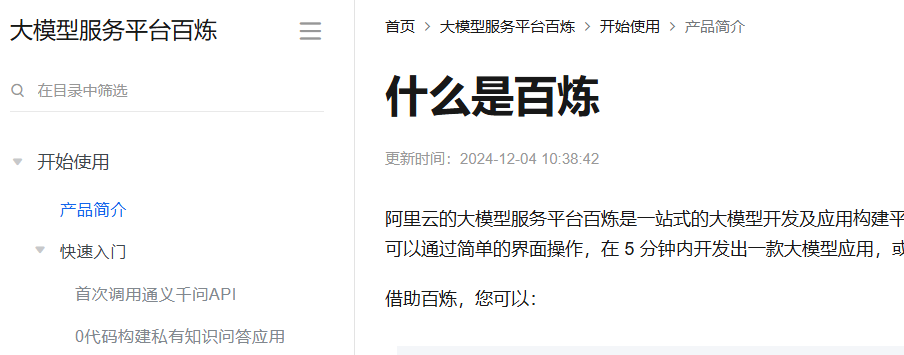 大模型服务平台百炼
在目录中筛选
开始使用
产品简介
快速入门
首次调用通义千问API
0代码构建私有知识问答应用
首页 > 大模型服务平台百炼 > 开始使用 > 产品简介
什么是百炼
更新时间：2024-12-04 10:38:42
阿里云的大模型服务平台百炼是一站式的大模型开发及应用构建平
可以通过简单的界面操作，在 5 分钟内开发出一款大模型应用，或
借助百炼，您可以：